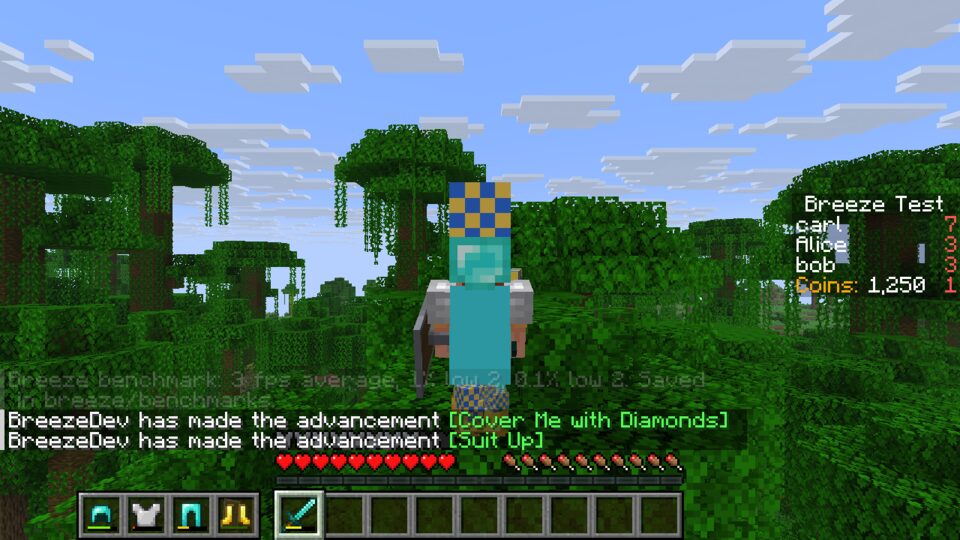 Breeze Test
carl 7
Alice 3
bob 3
Coins: 1,250 1
Breeze benchmark: 3 fps average, 1% low 2, 0.1% low 2. Saved
in breeze/benchmarks
BreezeDev has made the advancement [Cover Me with Diamonds]
BreezeDev has made the advancement [Suit Up]